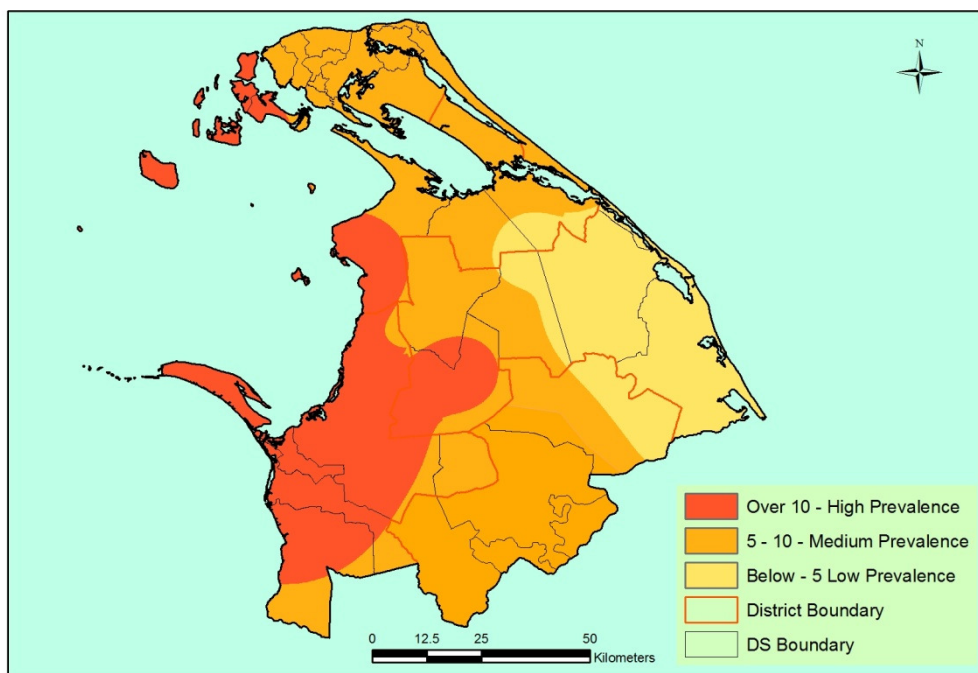 N
Over 10 - High Prevalence
5 - 10 - Medium Prevalence
Below - 5 Low Prevalence
District Boundary
DS Boundary
0 12.5 25 50
Kilometers